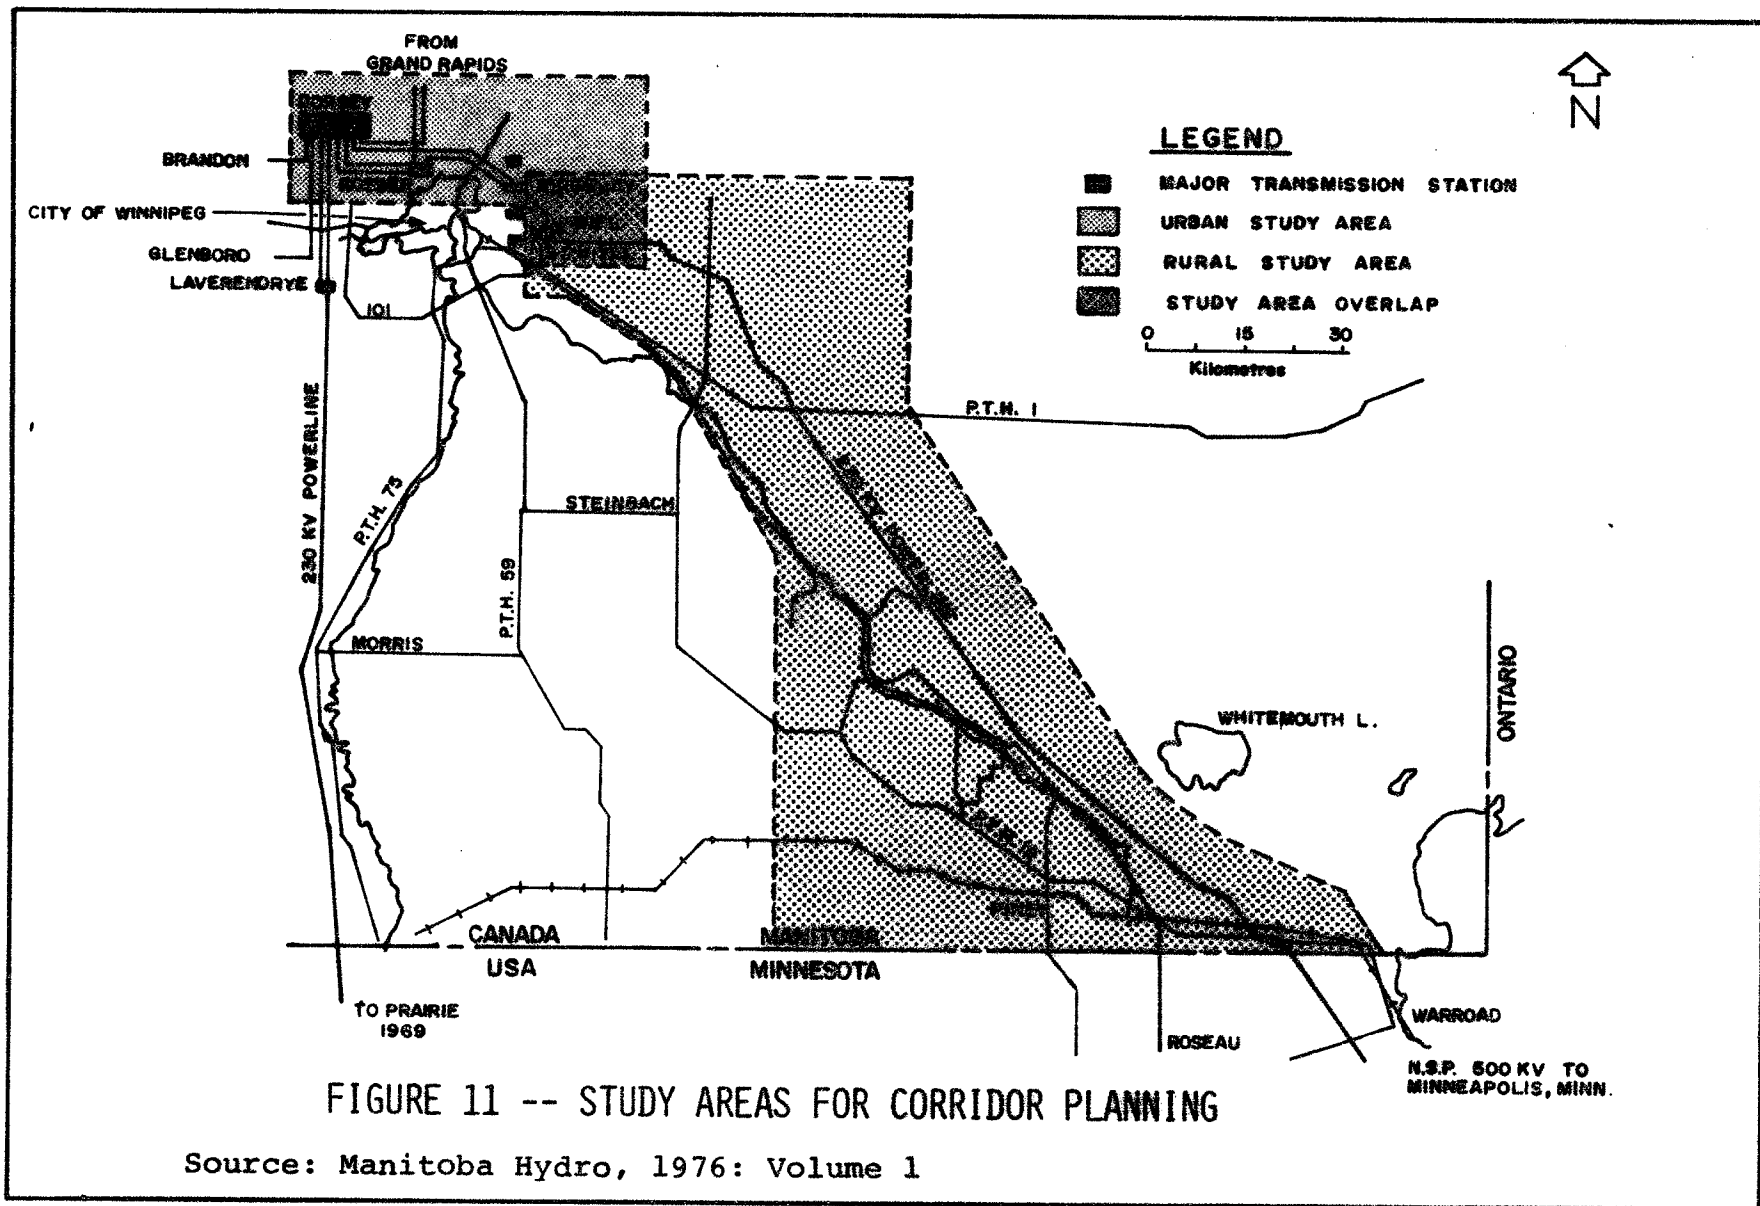 FROM
GRAND RAPIDS
DORSEY
BRANDON
CITY OF WINNIPEG
GLENBORO
LAVERENDRYE
101
N
LEGEND
MAJOR TRANSMISSION STATION
URBAN STUDY AREA
RURAL STUDY AREA
STUDY AREA OVERLAP
0 15 30
Kilometres
P.T.H. 1
230 KV POWERLINE
P.T.H. 75
P.T.H. 59
STEINBACH
MORRIS
WHITEMOUTH L.
ONTARIO
PINEY
CANADA
USA
MANITOBA
MINNESOTA
TO PRAIRIE
1969
ROSEAU
WARROAD
N.S.P. 500 KV TO
MINNEAPOLIS, MINN.
FIGURE 11 -- STUDY AREAS FOR CORRIDOR PLANNING
Source: Manitoba Hydro, 1976: Volume 1